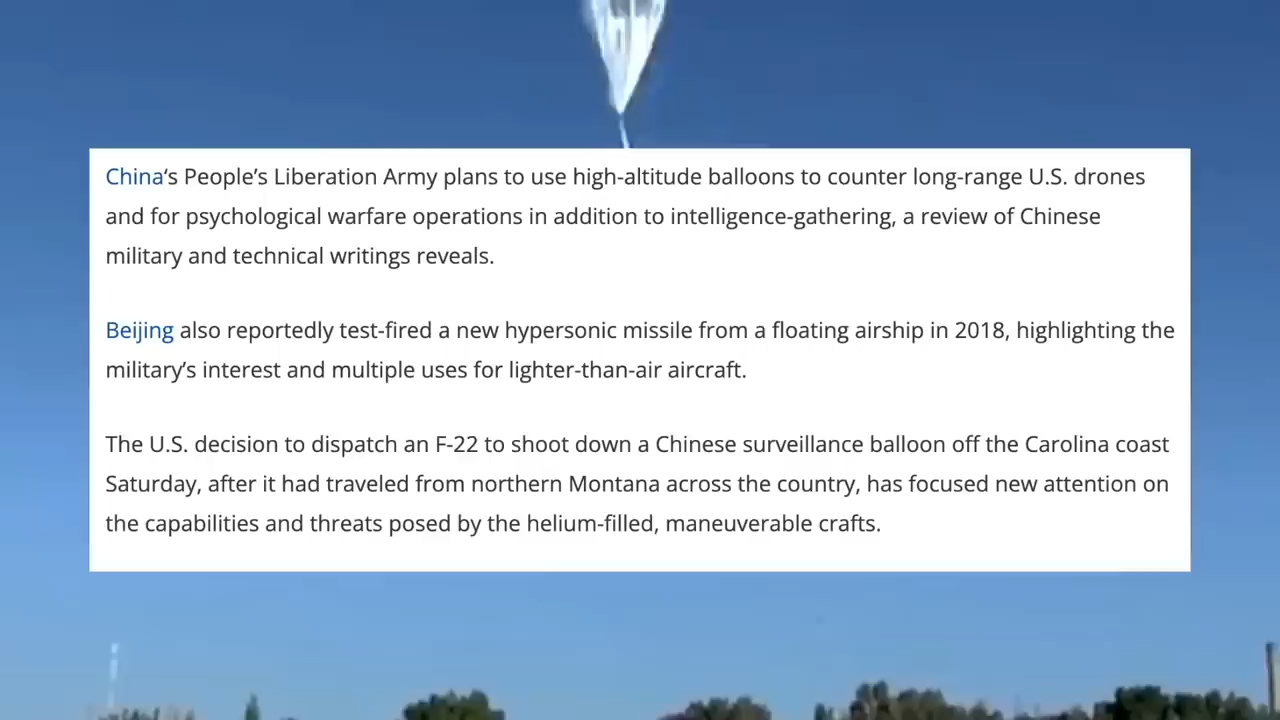 China‘s People’s Liberation Army plans to use high-altitude balloons to counter long-range U.S. drones
and for psychological warfare operations in addition to intelligence-gathering, a review of Chinese
military and technical writings reveals.
Beijing also reportedly test-fired a new hypersonic missile from a floating airship in 2018, highlighting the
military’s interest and multiple uses for lighter-than-air aircraft.
The U.S. decision to dispatch an F-22 to shoot down a Chinese surveillance balloon off the Carolina coast
Saturday, after it had traveled from northern Montana across the country, has focused new attention on
the capabilities and threats posed by the helium-filled, maneuverable crafts.